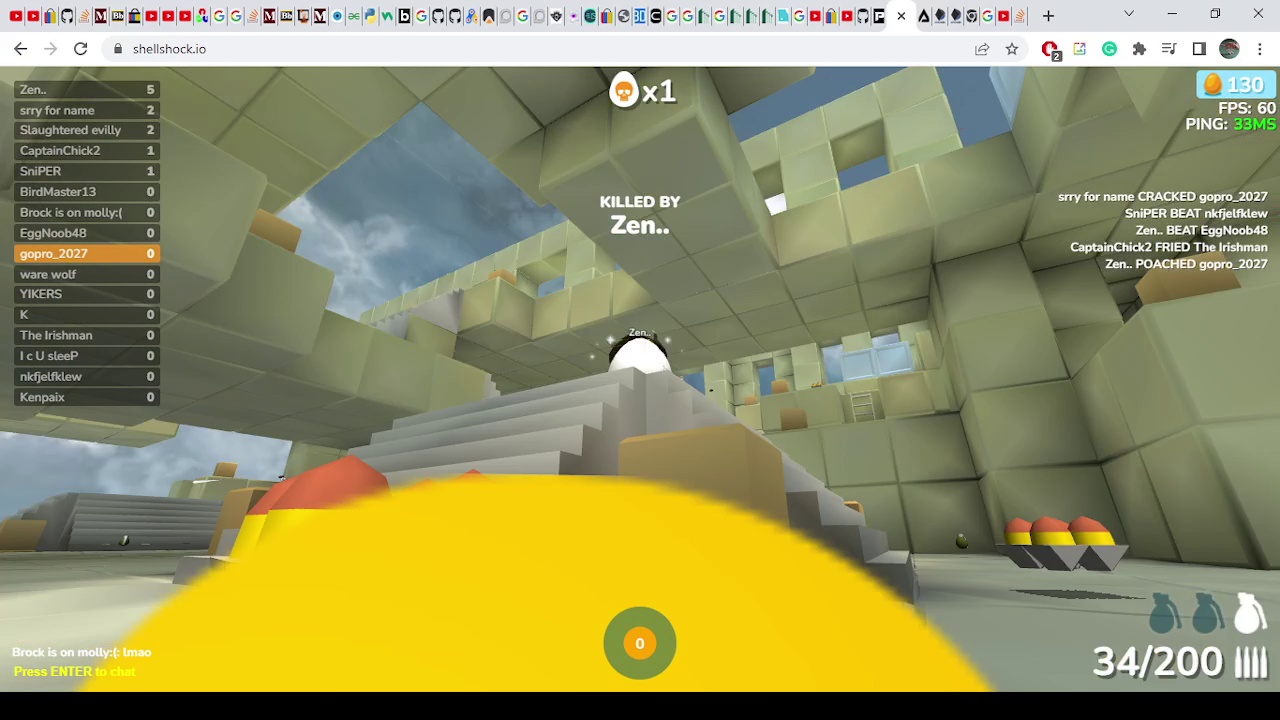 shellshock.io
2
Zen.. 5
srry for name 2
Slaughtered evilly 2
CaptainChick2 1
SniPER 1
BirdMaster13 0
Brock is on molly:( 0
EggNoob48 0
gopro_2027 0
ware wolf 0
YIKERS 0
K 0
The Irishman 0
I c U sleeP 0
nkfjelfklew 0
Kenpaix 0
x1
KILLED BY
Zen..
Zen..
130
FPS: 60
PING: 33MS
srry for name CRACKED gopro_2027
SniPER BEAT nkfjelfklew
Zen.. BEAT EggNoob48
CaptainChick2 FRIED The Irishman
Zen.. POACHED gopro_2027
0
Brock is on molly:(: lmao
Press ENTER to chat
34/200